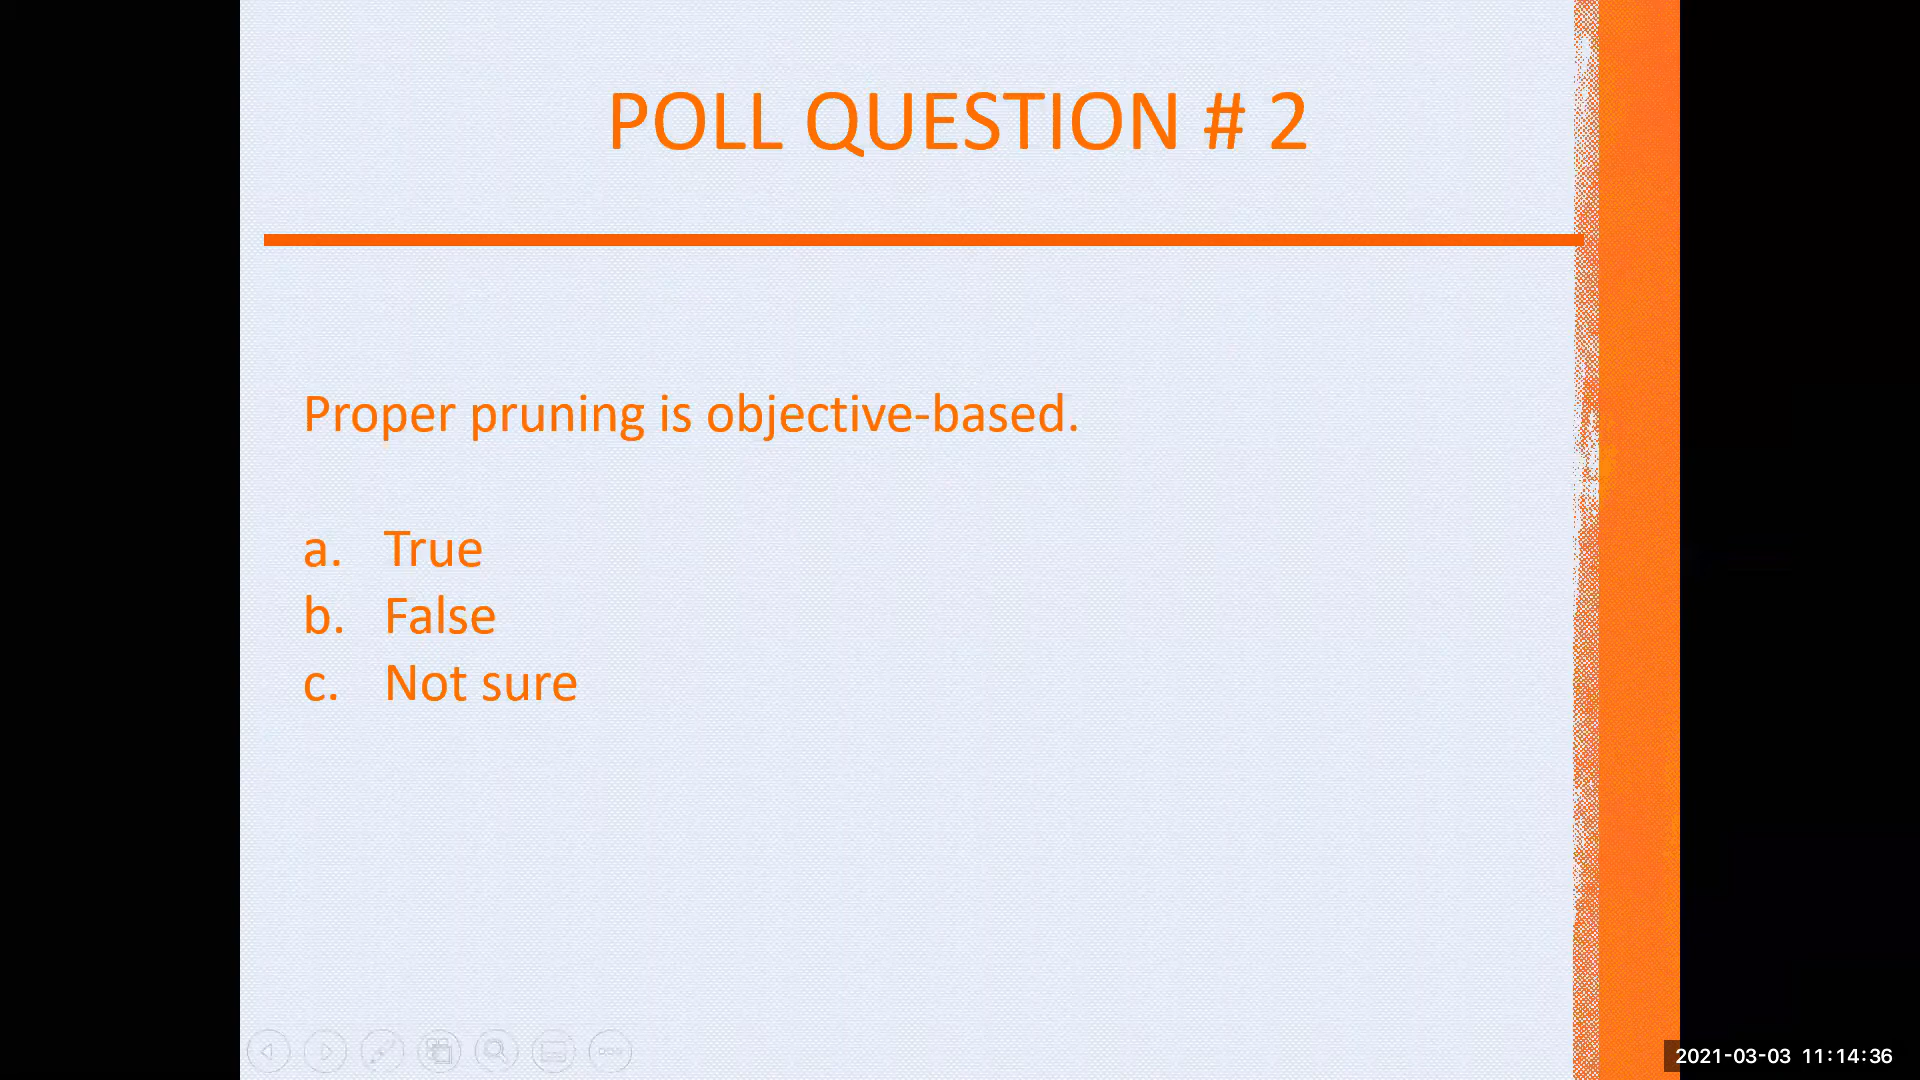 POLL QUESTION # 2
Proper pruning is objective-based.
a. True
b. False
c. Not sure
2021-03-03 11:14:36